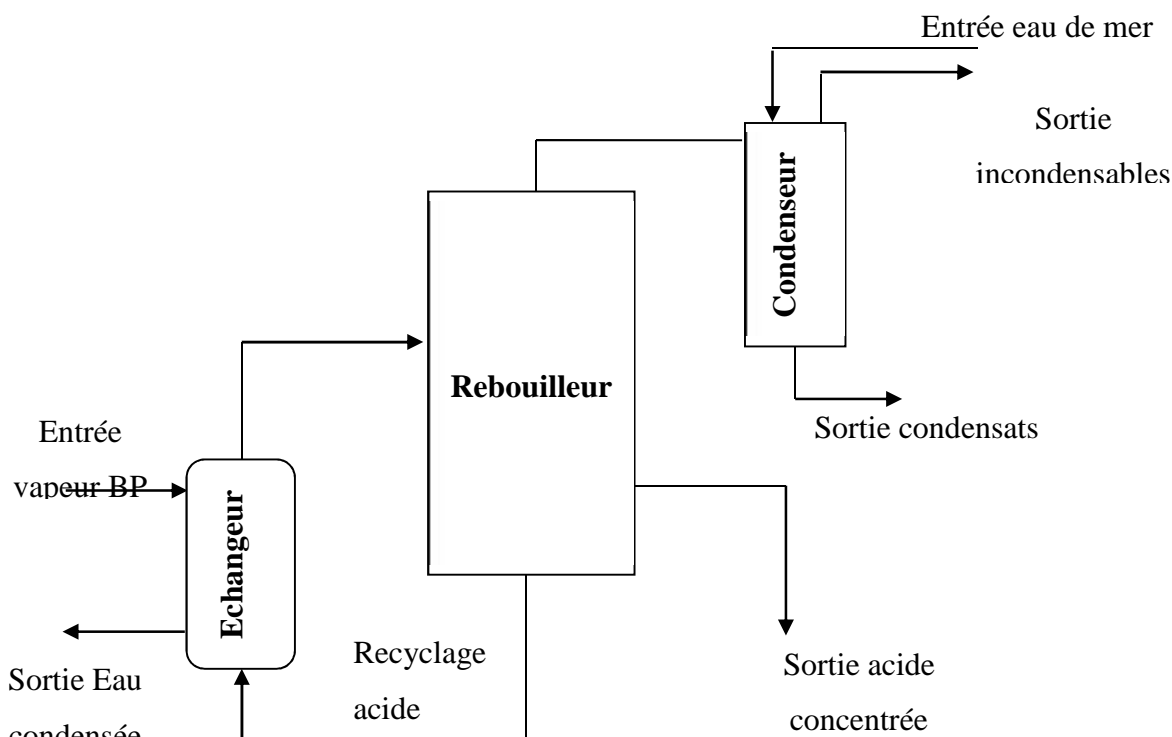 Entrée eau de mer
Sortie
incondensables
Condenseur
Rebouilleur
Entrée
vapeur BP
Sortie condensats
Echangeur
Recyclage
acide
Sortie acide
concentrée
Sortie Eau
condensée